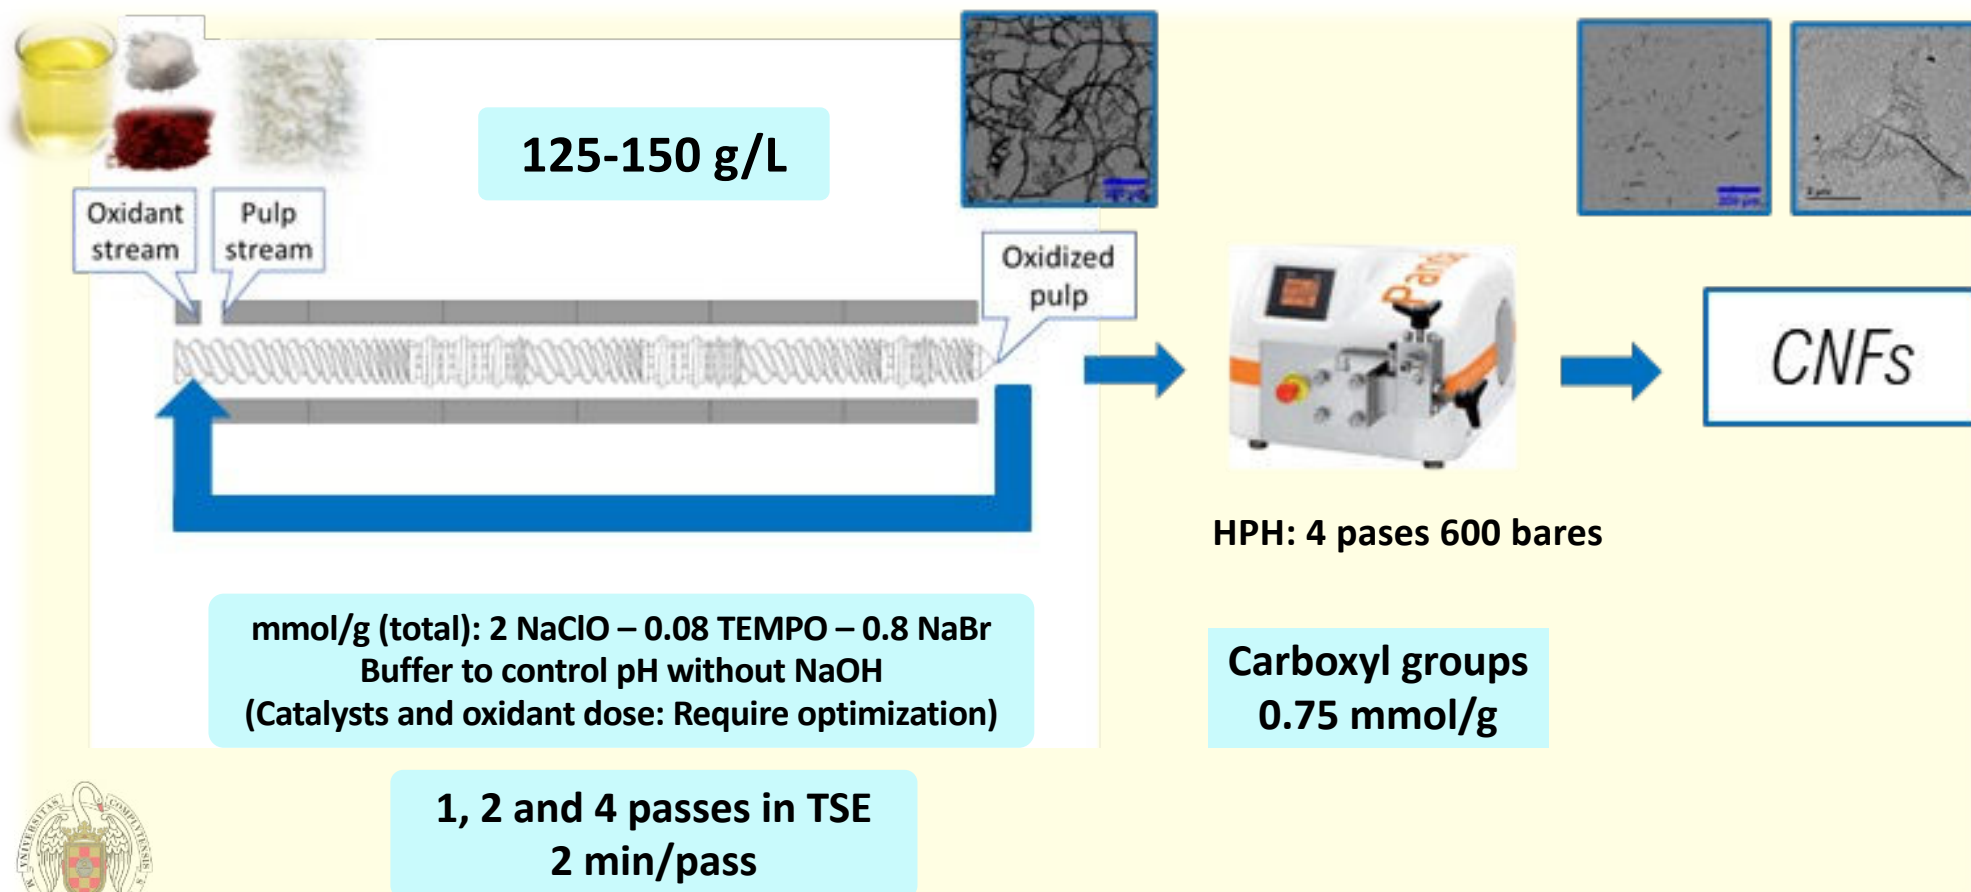 125-150 g/L
Oxidant
stream
Pulp
stream
Oxidized
pulp
CNFs
HPH: 4 pases 600 bares
mmol/g (total): 2 NaClO – 0.08 TEMPO – 0.8 NaBr
Buffer to control pH without NaOH
(Catalysts and oxidant dose: Require optimization)
Carboxyl groups
0.75 mmol/g
1, 2 and 4 passes in TSE
2 min/pass